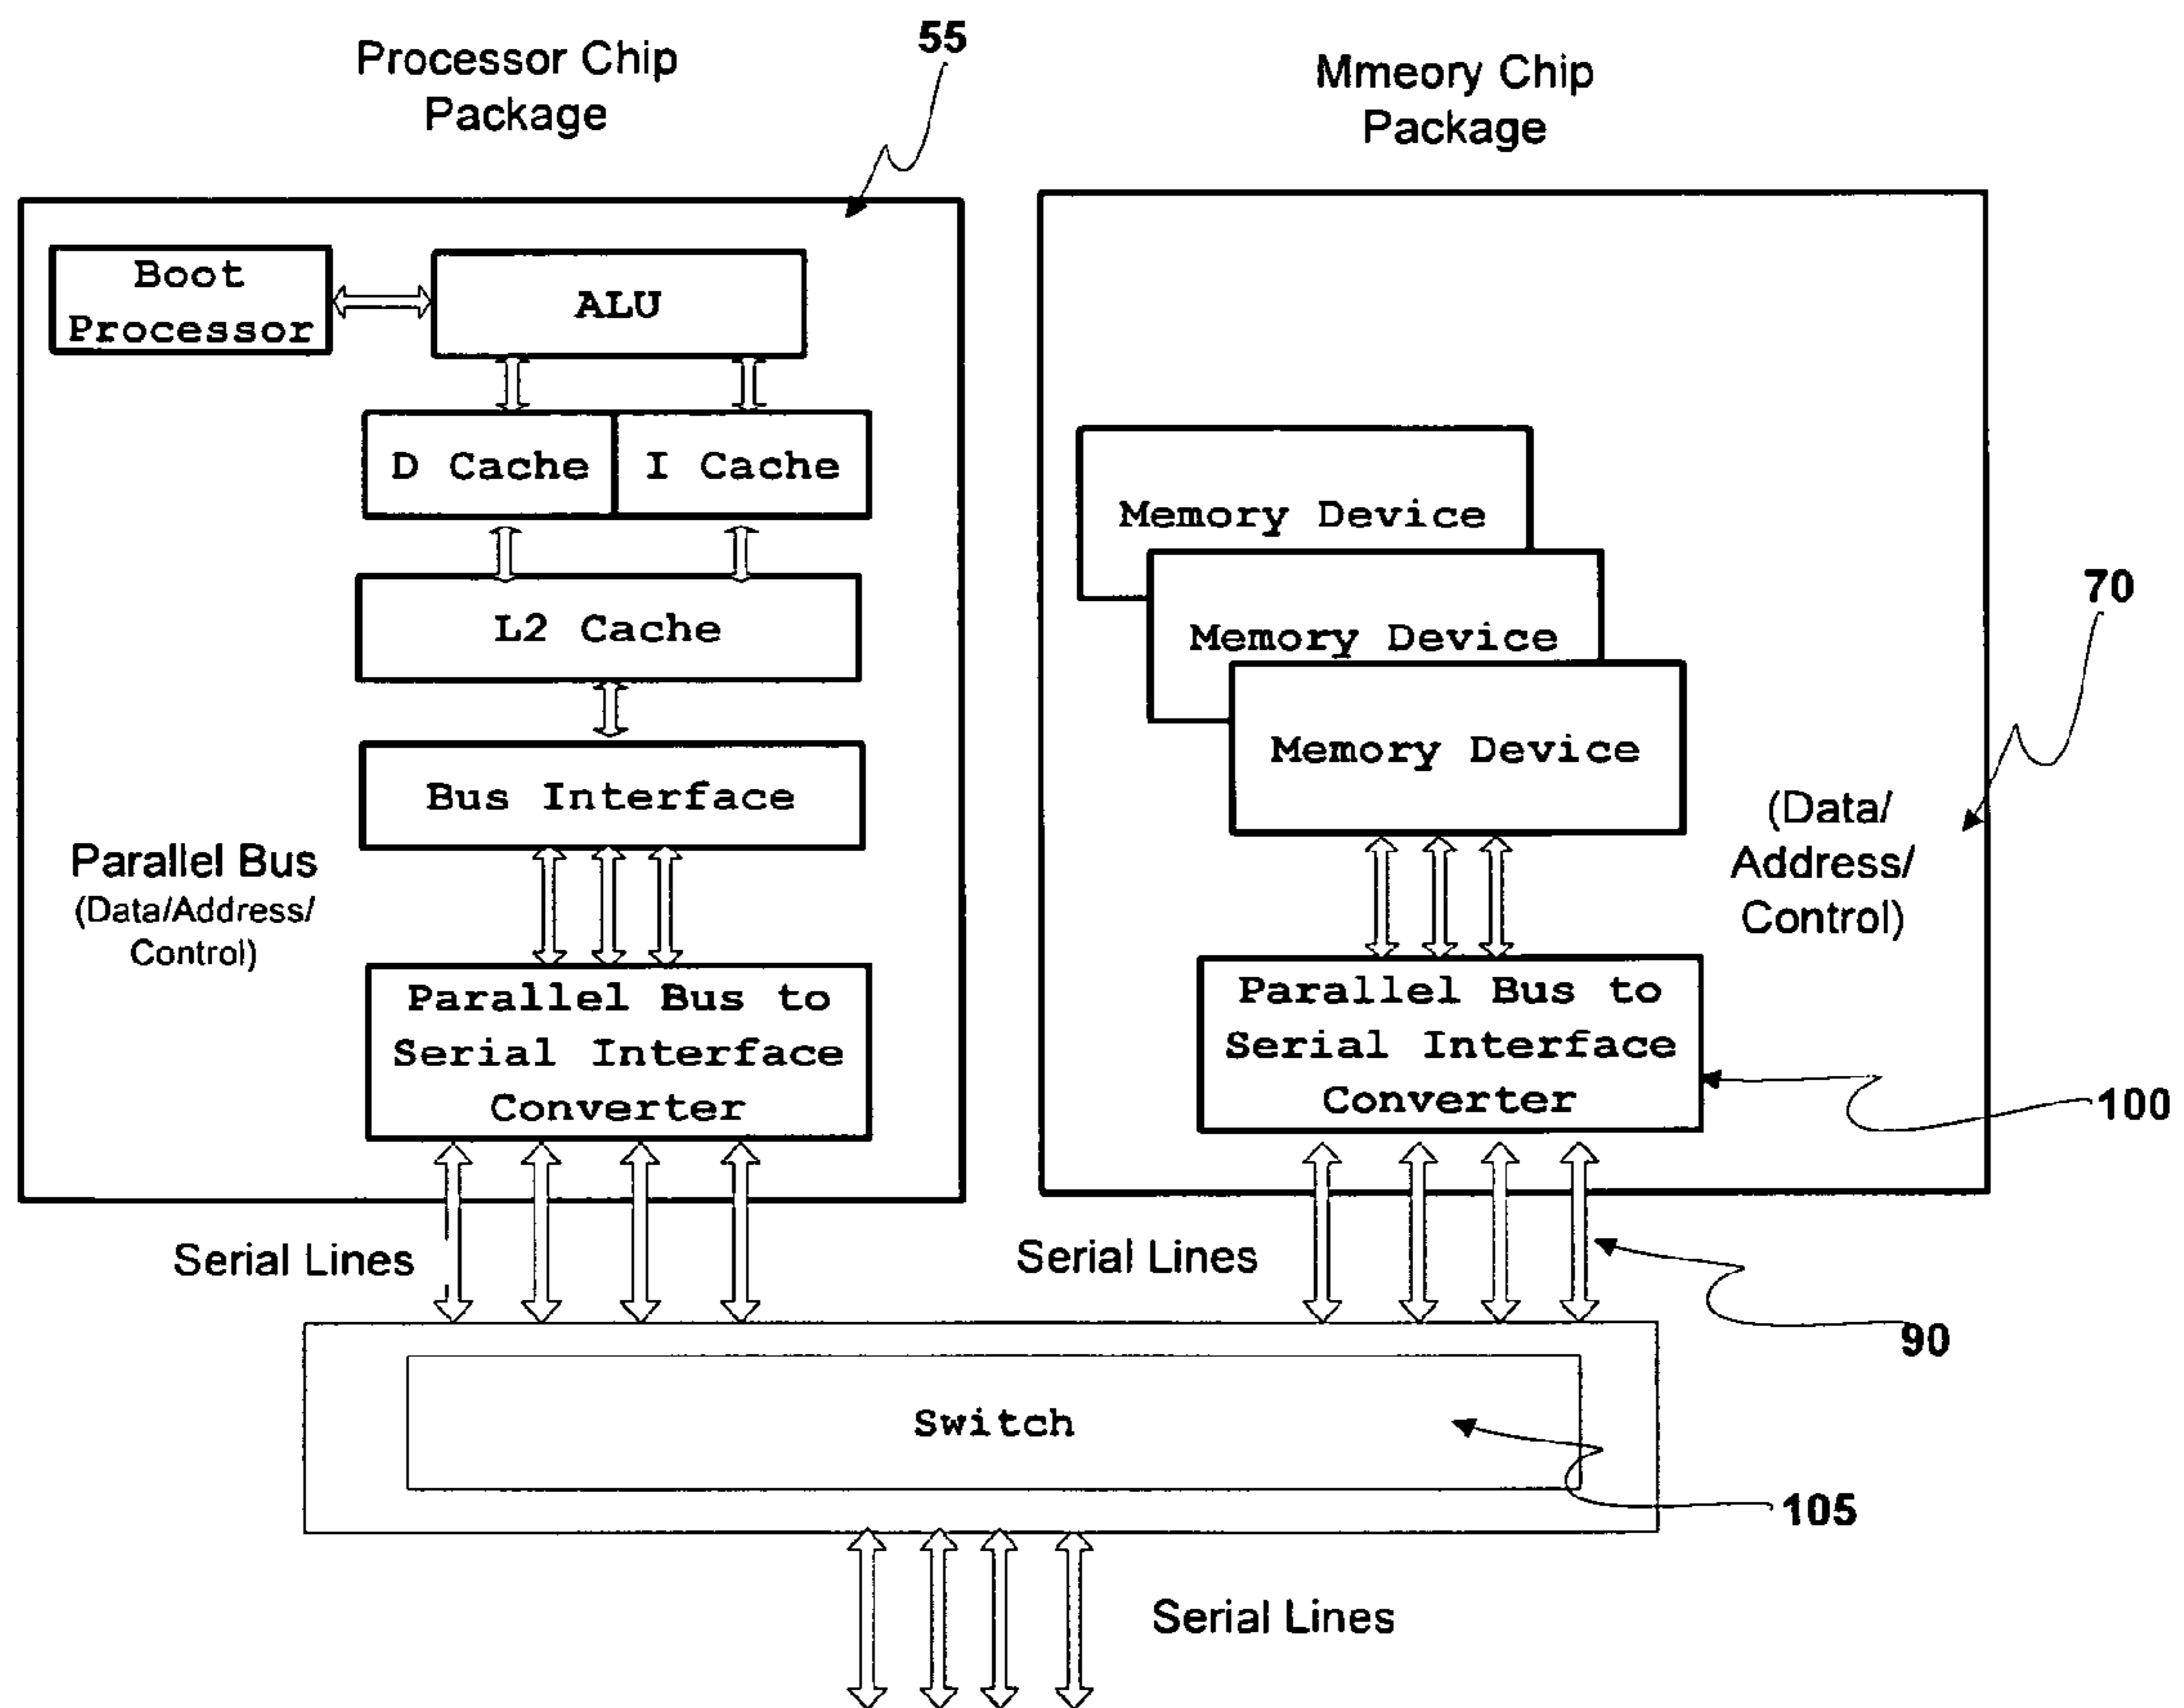 Processor Chip
Package
55
Boot
Processor
ALU
D Cache
I Cache
L2 Cache
Bus Interface
Parallel Bus
(Data/Address/
Control)
Parallel Bus to
Serial Interface
Converter
Serial Lines
Mmeory Chip
Package
Memory Device
Memory Device
Memory Device
70
(Data/
Address/
Control)
Parallel Bus to
Serial Interface
Converter
100
Serial Lines
90
Switch
105
Serial Lines